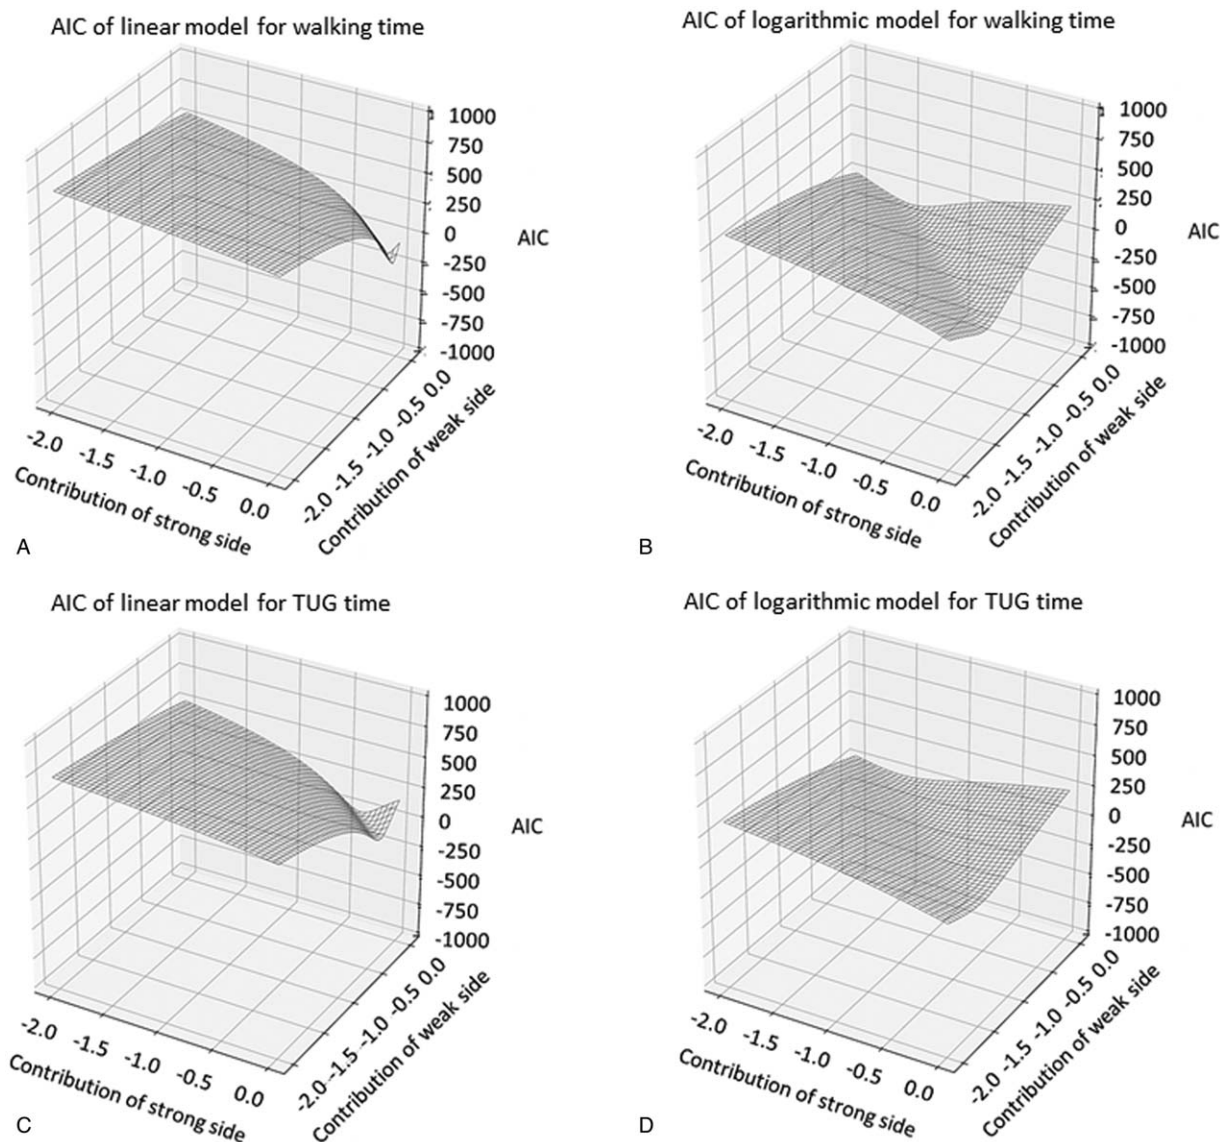 AIC of linear model for walking time
1000
750
500
250
0
-250
-500
-750
-1000
AIC
-2.0 -1.5 -1.0 -0.5 0.0
Contribution of strong side
-2.0 -1.5 -1.0 -0.5 0.0
Contribution of weak side
A
AIC of logarithmic model for walking time
1000
750
500
250
0
-250
-500
-750
-1000
AIC
-2.0 -1.5 -1.0 -0.5 0.0
Contribution of strong side
-2.0 -1.5 -1.0 -0.5 0.0
Contribution of weak side
B
AIC of linear model for TUG time
1000
750
500
250
0
-250
-500
-750
-1000
AIC
-2.0 -1.5 -1.0 -0.5 0.0
Contribution of strong side
-2.0 -1.5 -1.0 -0.5 0.0
Contribution of weak side
C
AIC of logarithmic model for TUG time
1000
750
500
250
0
-250
-500
-750
-1000
AIC
-2.0 -1.5 -1.0 -0.5 0.0
Contribution of strong side
-2.0 -1.5 -1.0 -0.5 0.0
Contribution of weak side
D